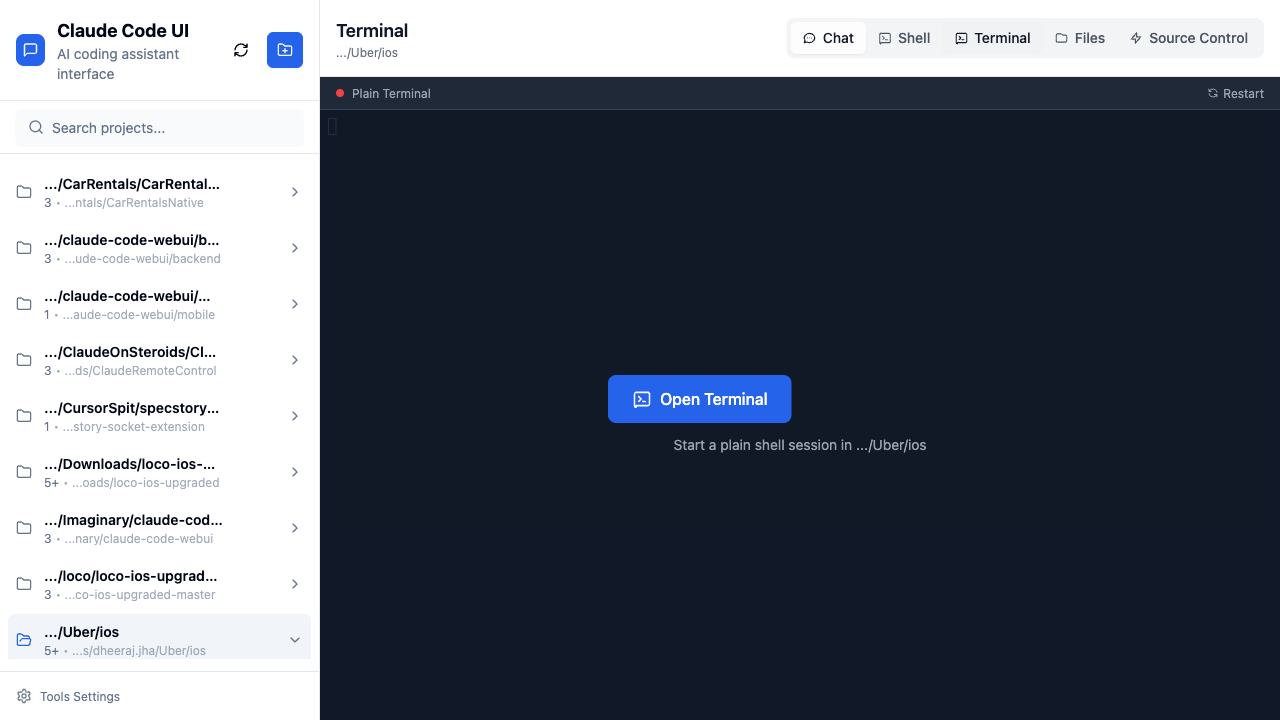 Claude Code UI
AI coding assistant
interface
Search projects...
.../CarRentals/CarRental...
3 • ...ntals/CarRentalsNative
.../claude-code-webui/b...
3 • ...ude-code-webui/backend
.../claude-code-webui/...
1 • ...aude-code-webui/mobile
.../ClaudeOnSteroids/Cl...
3 • ...ds/ClaudeRemoteControl
.../CursorSpit/specstory...
1 • ...story-socket-extension
.../Downloads/loco-ios-...
5+ • ...oads/loco-ios-upgraded
.../Imaginary/claude-cod...
3 • ...nary/claude-code-webui
.../loco/loco-ios-upgrad...
3 • ...co-ios-upgraded-master
.../Uber/ios
5+ • ...s/dheeraj.jha/Uber/ios
Tools Settings
Terminal
.../Uber/ios
Chat
Shell
Terminal
Files
Source Control
Plain Terminal
Restart
Open Terminal
Start a plain shell session in .../Uber/ios